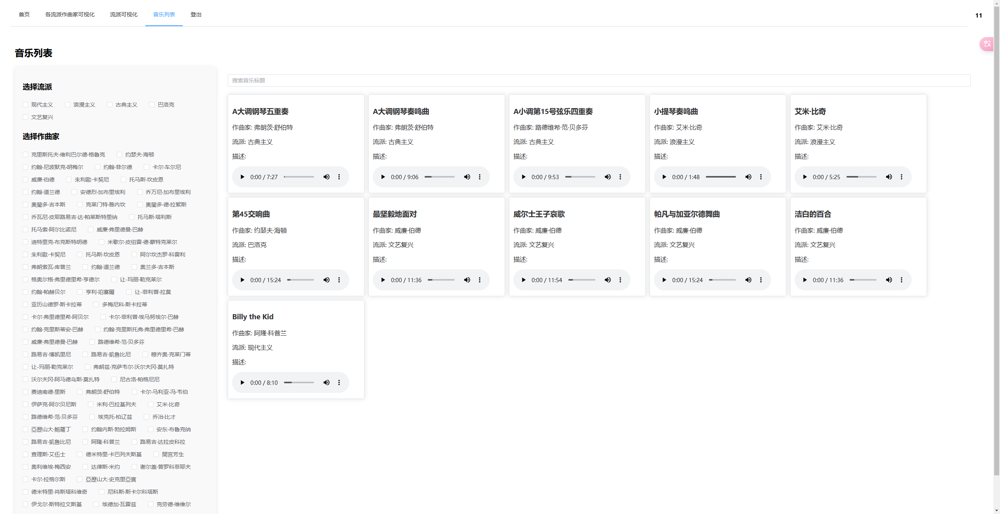 首页 各流派作曲家可视化 流派可视化 音乐列表 登出 11
音乐列表
选择流派
现代主义 浪漫主义 古典主义 巴洛克
文艺复兴
选择作曲家
克里斯托夫·维利巴尔德·格鲁克 约瑟夫·海顿
约翰·尼波默克·胡梅尔 约翰·菲尔德 卡尔·车尔尼
威廉·伯德 朱利歐·卡契尼 托马斯·坎皮恩
约翰·道兰德 安德烈·加布里埃利 乔万尼·加布里埃利
奥蘭多·吉本斯 克莱门特·雅内坎 奥蘭多·德·拉絮斯
乔瓦尼·皮耶路易吉·达·帕莱斯特里纳 托马斯·塔利斯
托马索·阿尔比诺尼 威廉·弗里德曼·巴赫
迪特里克·布克斯特胡德 米歇尔·皮纽雷·德·蒙特克莱尔
朱利歐·卡契尼 托马斯·坎皮恩 阿尔坎杰罗·科雷利
弗朗索瓦·库普兰 约翰·道兰德 奥兰多·吉本斯
格奥尔格·弗里德里希·亨德尔 让-玛丽·勒克莱尔
约翰·帕赫贝尔 亨利·珀塞爾 让-菲利普·拉莫
亚历山德罗·斯卡拉蒂 多梅尼科·斯卡拉蒂
卡尔·弗里德里希·阿贝尔 卡尔·菲利普·埃马努埃尔·巴赫
约翰·克里斯蒂安·巴赫 约翰·克里斯托弗·弗里德里希·巴赫
威廉·弗里德曼·巴赫 路德维希·范·贝多芬
路易吉·博凯里尼 路易吉·凱魯比尼 穆齐奥·克莱门蒂
让-玛丽·勒克莱尔 弗朗兹·克萨韦尔·沃尔夫冈·莫扎特
沃尔夫冈·阿马德乌斯·莫扎特 尼古洛·帕格尼尼
费迪南德·里斯 弗朗茨·舒伯特 卡尔·马利亚·冯·韦伯
伊萨克·阿尔贝尼斯 米利·巴拉基列夫 艾米·比奇
路德维希·范·贝多芬 埃克托·柏辽兹 乔治·比才
亞歷山大·鲍羅丁 约翰内斯·勃拉姆斯 安东·布鲁克纳
路易吉·凱魯比尼 阿隆·科普兰 路易吉·达拉皮科拉
查理斯·艾伍士 德米特里·卡巴列夫斯基 間宮芳生
奥利维埃·梅西安 达律斯·米约 谢尔盖·普罗科菲耶夫
卡尔·拉格尔斯 亞歷山大·史克里亞賓
德米特里·肖斯塔科维奇 尼科斯·斯卡尔科塔斯
伊戈尔·斯特拉文斯基 埃德加·瓦雷兹 克劳德·维维尔
搜索音乐标题
A大调钢琴五重奏
作曲家: 弗朗茨·舒伯特
流派: 古典主义
描述:
0:00 / 7:27
A大调钢琴奏鸣曲
作曲家: 弗朗茨·舒伯特
流派: 古典主义
描述:
0:00 / 9:06
A小调第15号弦乐四重奏
作曲家: 路德维希·范·贝多芬
流派: 古典主义
描述:
0:00 / 9:53
小提琴奏鸣曲
作曲家: 艾米·比奇
流派: 浪漫主义
描述:
0:00 / 1:48
艾米·比奇
作曲家: 艾米·比奇
流派: 浪漫主义
描述:
0:00 / 5:25
第45交响曲
作曲家: 约瑟夫·海顿
流派: 巴洛克
描述:
0:00 / 15:24
最坚毅地面对
作曲家: 威廉·伯德
流派: 文艺复兴
描述:
0:00 / 11:36
威尔士王子哀歌
作曲家: 威廉·伯德
流派: 文艺复兴
描述:
0:00 / 11:54
帕凡与加亚尔德舞曲
作曲家: 威廉·伯德
流派: 文艺复兴
描述:
0:00 / 15:24
洁白的百合
作曲家: 威廉·伯德
流派: 文艺复兴
描述:
0:00 / 11:36
Billy the Kid
作曲家: 阿隆·科普兰
流派: 现代主义
描述:
0:00 / 8:10